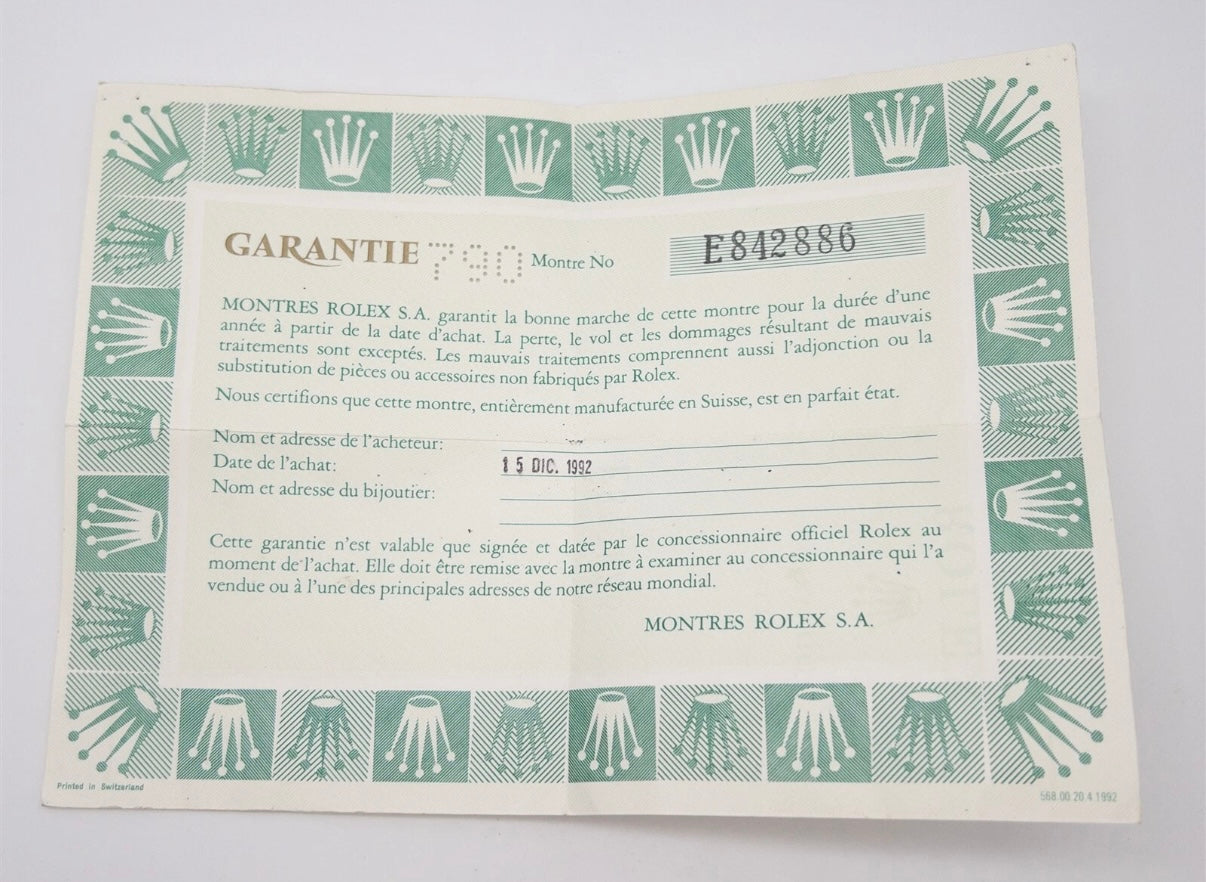 GARANTIE 790 Montre No E842886
MONTRES ROLEX S.A. garantit la bonne marche de cette montre pour la durée d'une
année à partir de la date d'achat. La perte, le vol et les dommages résultant de mauvais
traitements sont exceptés. Les mauvais traitements comprennent aussi l'adjonction ou la
substitution de pièces ou accessoires non fabriqués par Rolex.
Nous certifions que cette montre, entièrement manufacturée en Suisse, est en parfait état.
Nom et adresse de l'acheteur:
Date de l'achat: 15 DIC. 1992
Nom et adresse du bijoutier:
Cette garantie n'est valable que signée et datée par le concessionnaire officiel Rolex au
moment de l'achat. Elle doit être remise avec la montre à examiner au concessionnaire qui l'a
vendue ou à l'une des principales adresses de notre réseau mondial.
MONTRES ROLEX S.A.
Printed in Switzerland
568.00.20.4.1992